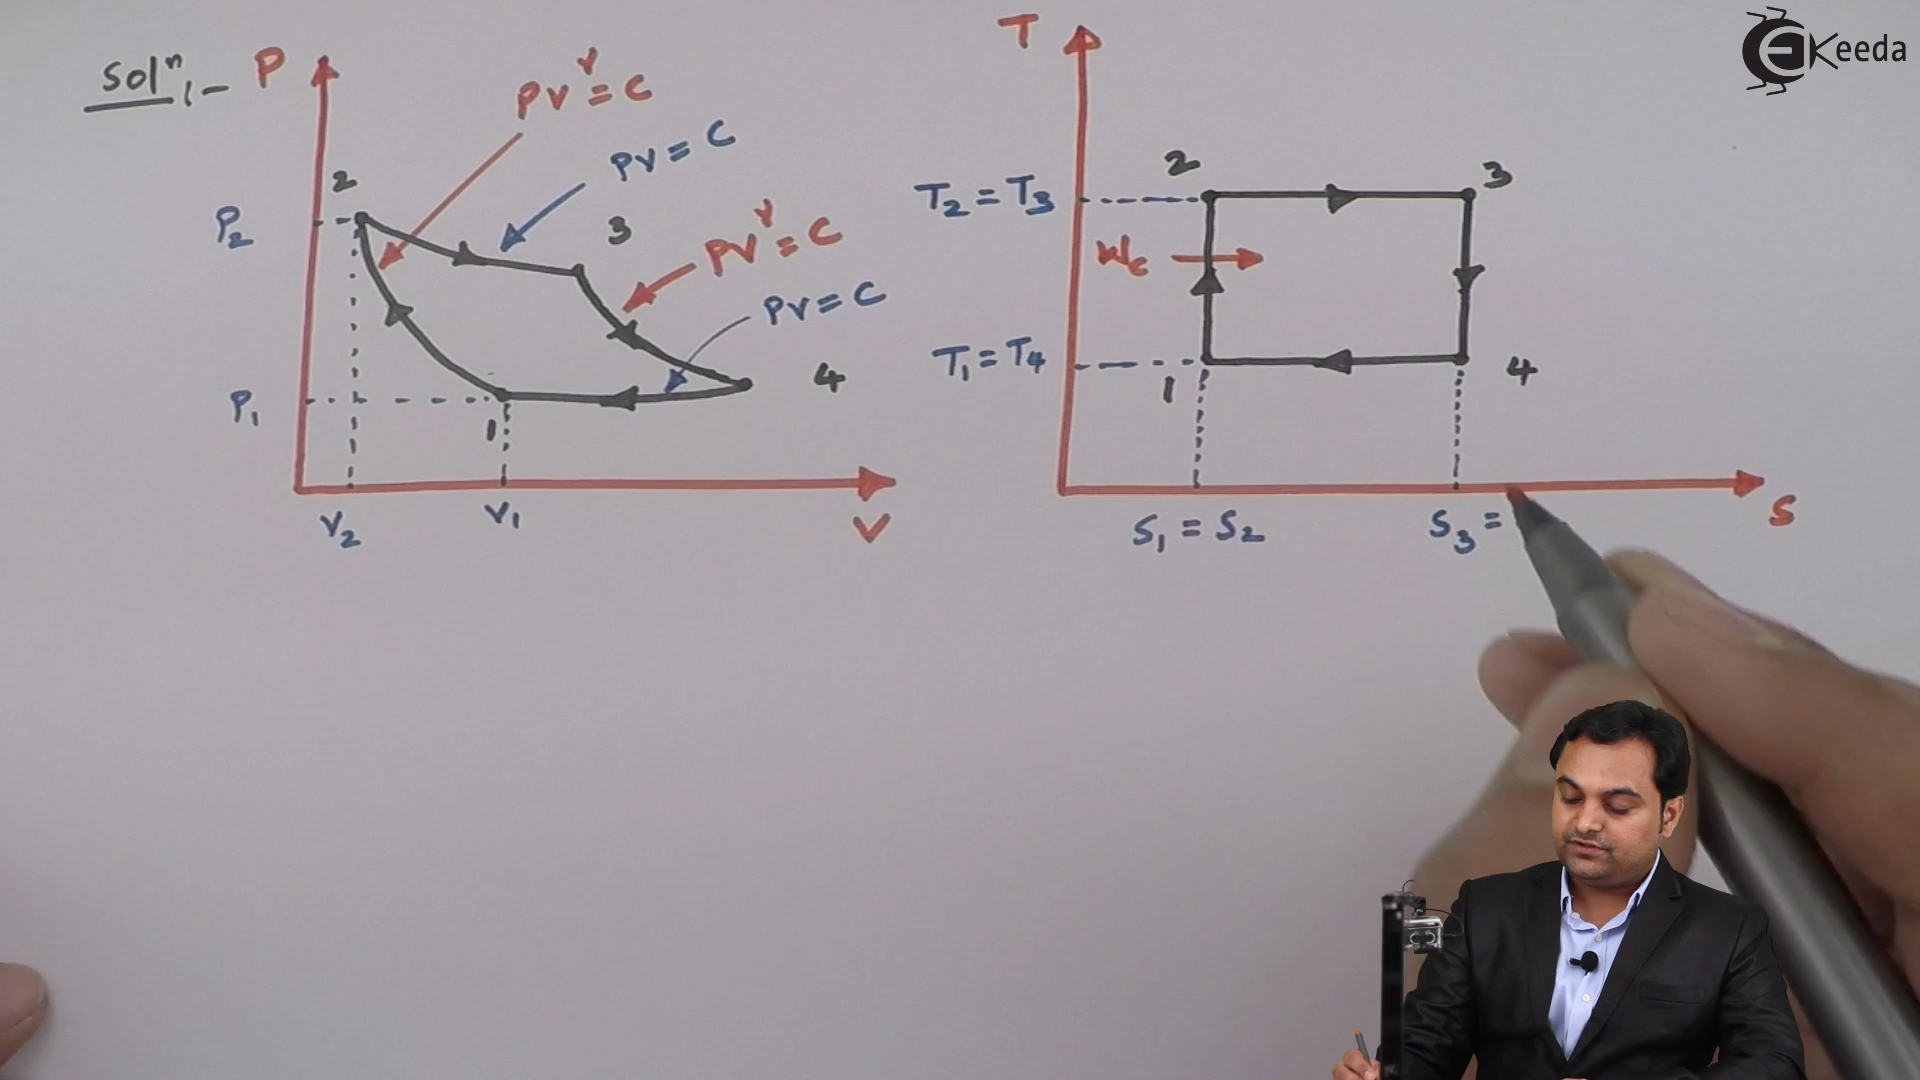 Solⁿ:-
P
PVᵞ = C
PV = C
2
3
P₂
PVᵞ = C
PV = C
4
P₁
1
V₂
V₁
V
T
2
3
T₂ = T₃
Wc
T₁ = T₄
1
4
S₁ = S₂
S₃ =
S
Keeda